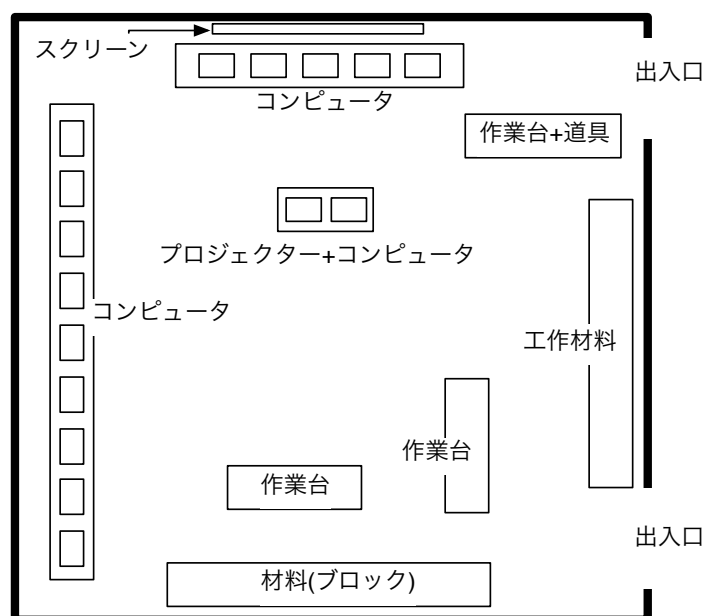 スクリーン
コンピュータ
出入口
作業台+道具
プロジェクター+コンピュータ
コンピュータ
工作材料
作業台
作業台
出入口
材料(ブロック)